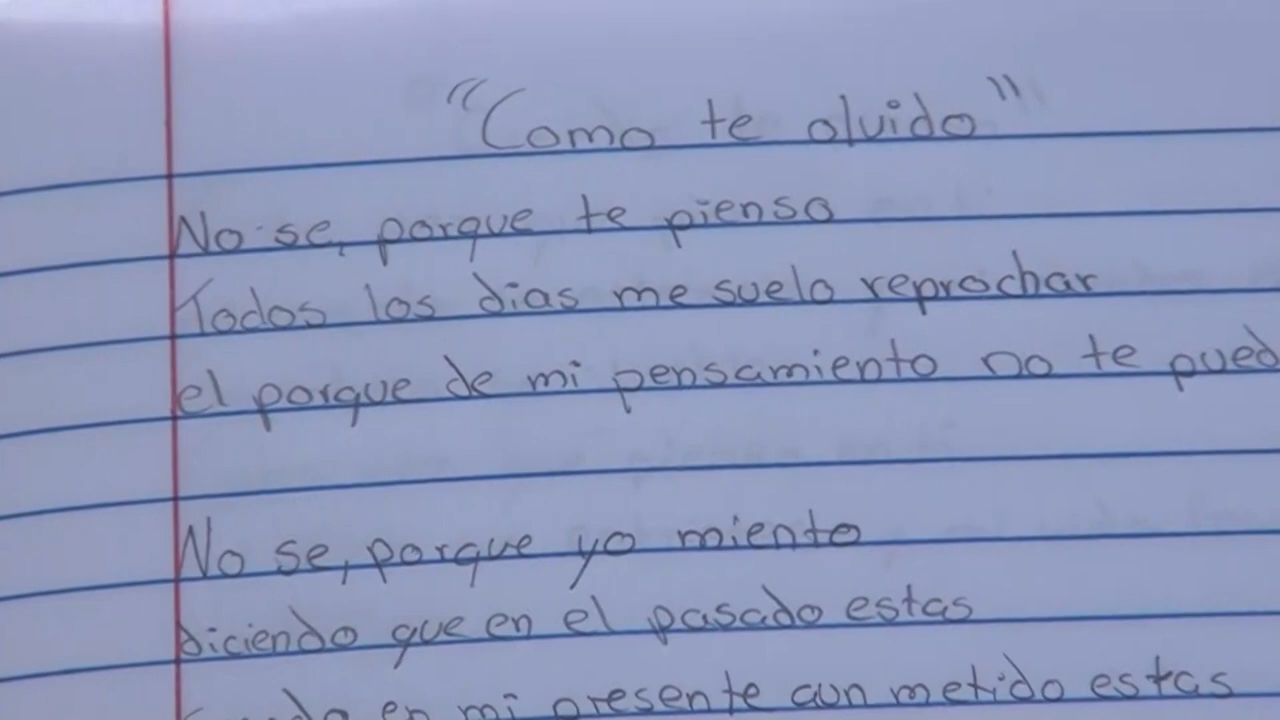 "Como te olvido"
No se, porque te pienso
Todos los dias me suelo reprochar
el porque de mi pensamiento no te pued
No se, porque yo miento
diciendo que en el pasado estas
en mi presente aun metido estas